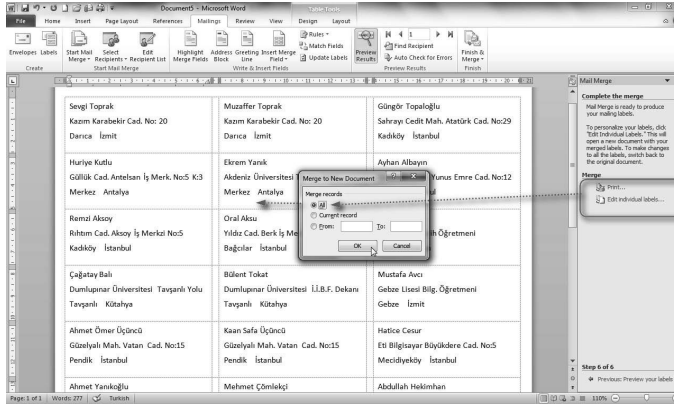 Document5 - Microsoft Word
Table Tools
File Home Insert Page Layout References Mailings Review View Design Layout
Envelopes Labels
Start Mail Merge
Select Recipients
Edit Recipient List
Highlight Merge Fields
Address Block
Greeting Line
Insert Merge Field
Rules
Match Fields
Update Labels
Preview Results
1
Find Recipient
Auto Check for Errors
Finish & Merge
Create
Start Mail Merge
Write & Insert Fields
Preview Results
Finish
Sevgi Toprak
Kazım Karabekir Cad. No: 20
Darıca İzmit
Muzaffer Toprak
Kazım Karabekir Cad. No: 20
Darıca İzmit
Güngör Topaloğlu
Sahrayı Cedit Mah. Atatürk Cad. No:29
Kadıköy İstanbul
Huriye Kutlu
Güllük Cad. Antelsan İş Merk. No:5 K:3
Merkez Antalya
Ekrem Yanık
Akdeniz Üniversitesi
Merkez Antalya
Ayhan Albayın
Yunus Emre Cad. No:12
Remzi Aksoy
Rıhtım Cad. Aksoy İş Merkzi No:5
Kadıköy İstanbul
Oral Aksu
Yıldız Cad. Berk İş Me
Bağcılar İstanbul
h Öğretmeni
Çağatay Balı
Dumlupınar Üniversitesi Tavşanlı Yolu
Tavşanlı Kütahya
Bülent Tokat
Dumlupınar Üniversitesi İ.İ.B.F. Dekanı
Tavşanlı Kütahya
Mustafa Avcı
Gebze Lisesi Bilg. Öğretmeni
Gebze İzmit
Ahmet Ömer Üçüncü
Güzelyalı Mah. Vatan Cad. No:15
Pendik İstanbul
Kaan Safa Üçüncü
Güzelyalı Mah. Vatan Cad. No:15
Pendik İstanbul
Hatice Cesur
Eti Bilgisayar Büyükdere Cad. No:5
Mecidiyeköy İstanbul
Ahmet Yanıkoğlu
Mehmet Çömlekçi
Abdullah Hekimhan
Merge to New Document
Merge records
All
Current record
From: To:
OK Cancel
Mail Merge
Complete the merge
Mail Merge is ready to produce
your mailing labels.
To personalize your labels, click
"Edit Individual Labels." This will
open a new document with your
merged labels. To make changes
to all the labels, switch back to
the original document.
Merge
Print...
Edit individual labels...
Step 6 of 6
Previous: Preview your labels
Page: 1 of 1 Words: 277 Turkish
110%